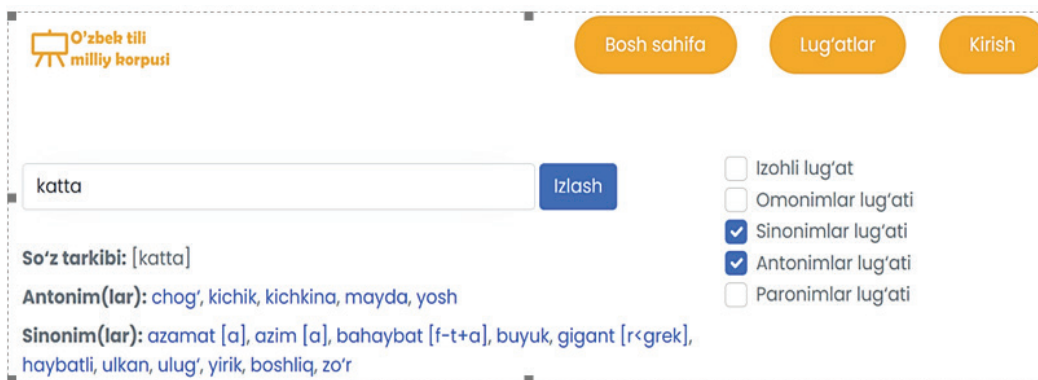 O'zbek tili
milliy korpusi
Bosh sahifa
Lug‘atlar
Kirish
katta
Izlash
Izohli lug‘at
Omonimlar lug‘ati
Sinonimlar lug‘ati
Antonimlar lug‘ati
Paronimlar lug‘ati
So‘z tarkibi: [katta]
Antonim(lar): chog‘, kichik, kichkina, mayda, yosh
Sinonim(lar): azamat [a], azim [a], bahaybat [f-t+a], buyuk, gigant [r<grek],
haybatli, ulkan, ulug‘, yirik, boshliq, zo‘r